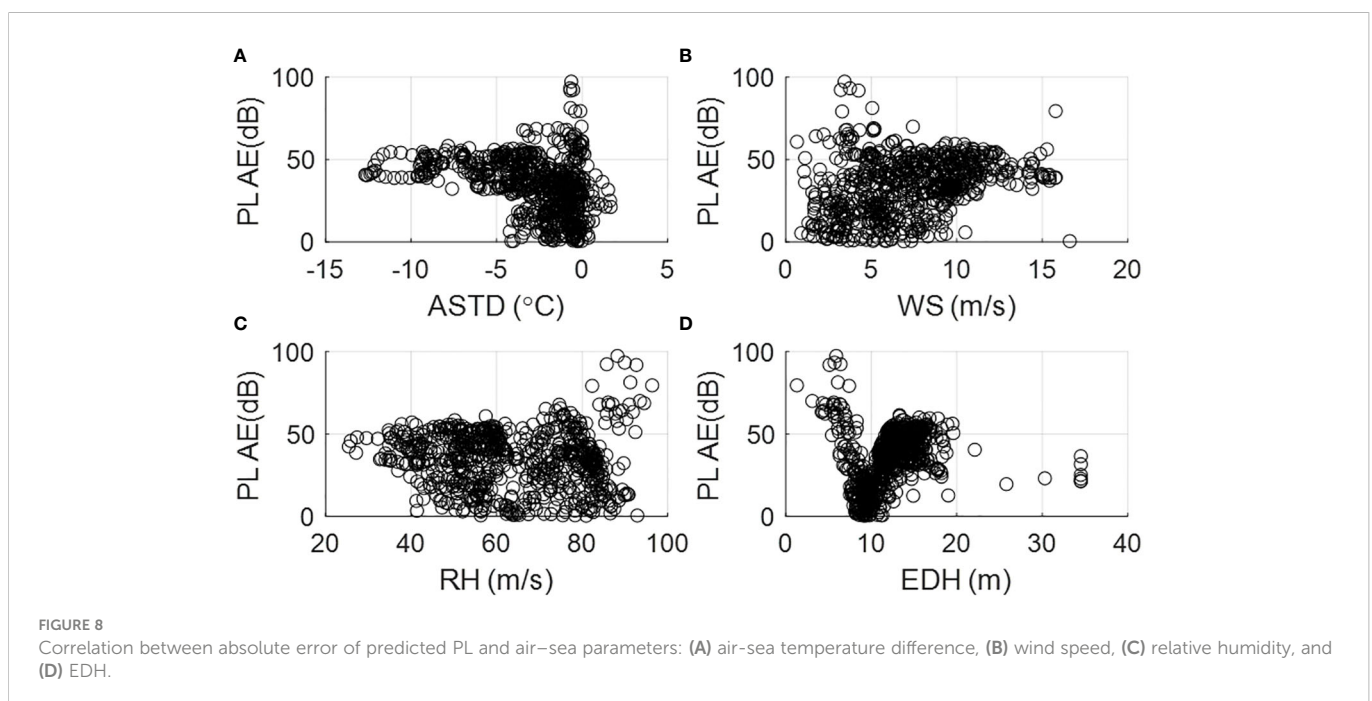 A
B
100
50
0
PL AE(dB)
-15 -10 -5 0 5
ASTD (°C)
100
50
0
PL AE(dB)
0 5 10 15 20
WS (m/s)
C
D
100
50
0
PL AE(dB)
20 40 60 80 100
RH (m/s)
100
50
0
PL AE(dB)
0 10 20 30 40
EDH (m)
FIGURE 8
Correlation between absolute error of predicted PL and air–sea parameters: (A) air-sea temperature difference, (B) wind speed, (C) relative humidity, and
(D) EDH.